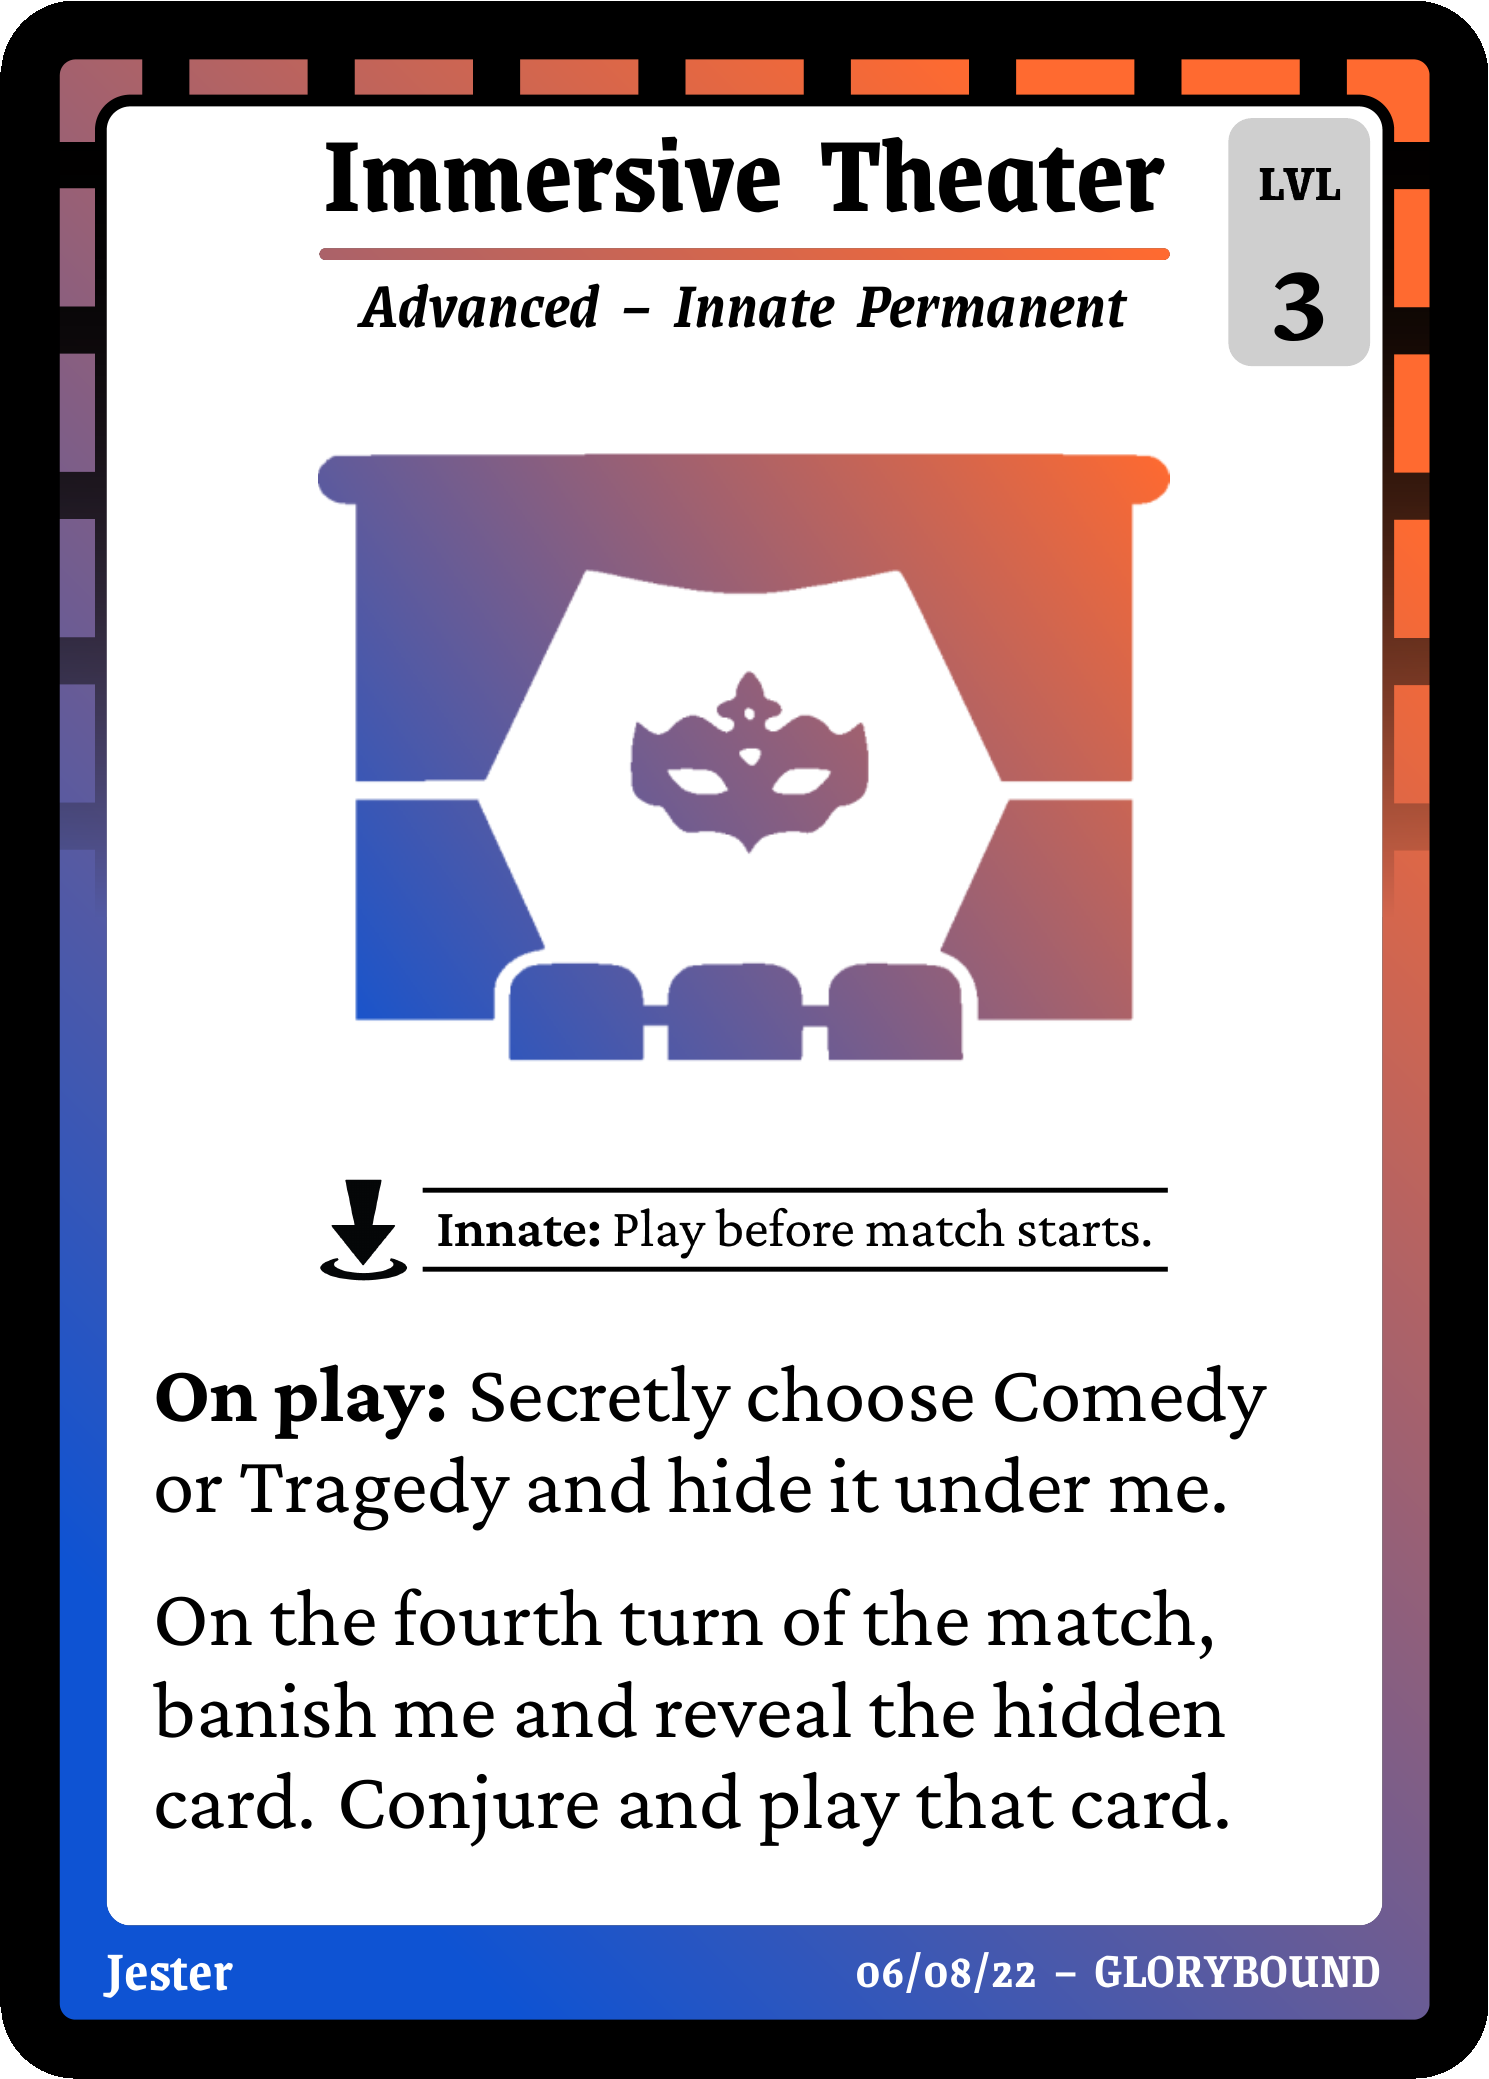 Immersive Theater
LVL
3
Advanced – Innate Permanent
Innate: Play before match starts.
On play: Secretly choose Comedy
or Tragedy and hide it under me.
On the fourth turn of the match,
banish me and reveal the hidden
card. Conjure and play that card.
Jester
06/08/22 – GLORYBOUND